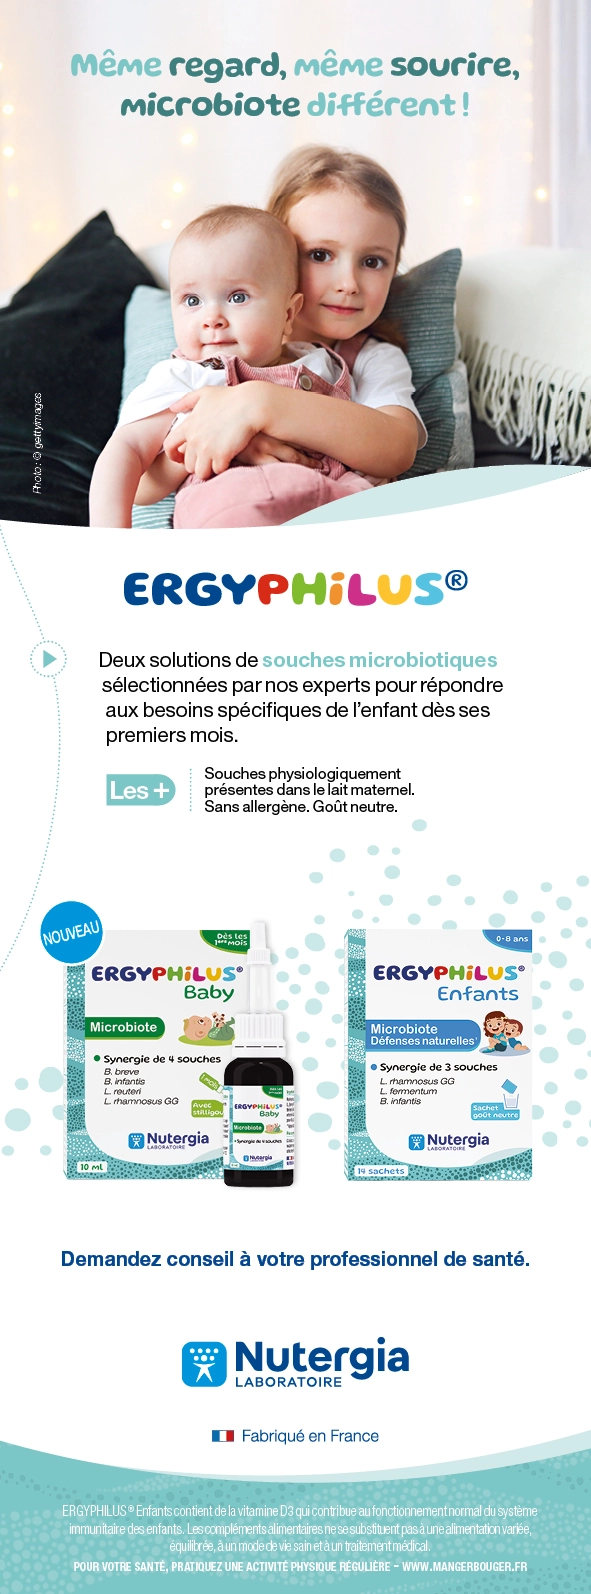 Même regard, même sourire,
microbiote différent !
Photo : © gettyimages
ERGYPHiLUS®
Deux solutions de souches microbiotiques
sélectionnées par nos experts pour répondre
aux besoins spécifiques de l'enfant dès ses
premiers mois.
Les +
Souches physiologiquement
présentes dans le lait maternel.
Sans allergène. Goût neutre.
NOUVEAU
Dès les
1ers mois
ERGYPHiLUS®
Baby
Microbiote
Synergie de 4 souches
B. breve
B. infantis
L. reuteri
L. rhamnosus GG
Avec
stilligou
Nutergia
LABORATOIRE
10 ml
ERGYPHiLUS®
Baby
Microbiote
Synergie de 4 souches
Nutergia
LABORATOIRE
0-8 ans
ERGYPHiLUS®
Enfants
Microbiote
Défenses naturelles
Synergie de 3 souches
L. rhamnosus GG
L. fermentum
B. infantis
Sachet
goût neutre
Nutergia
LABORATOIRE
14 sachets
Demandez conseil à votre professionnel de santé.
Nutergia
LABORATOIRE
Fabriqué en France
ERGYPHILUS® Enfants contient de la vitamine D3 qui contribue au fonctionnement normal du système
immunitaire des enfants. Les compléments alimentaires ne se substituent pas à une alimentation variée,
équilibrée, à un mode de vie sain et à un traitement médical.
POUR VOTRE SANTÉ, PRATIQUEZ UNE ACTIVITÉ PHYSIQUE RÉGULIÈRE – WWW.MANGERBOUGER.FR